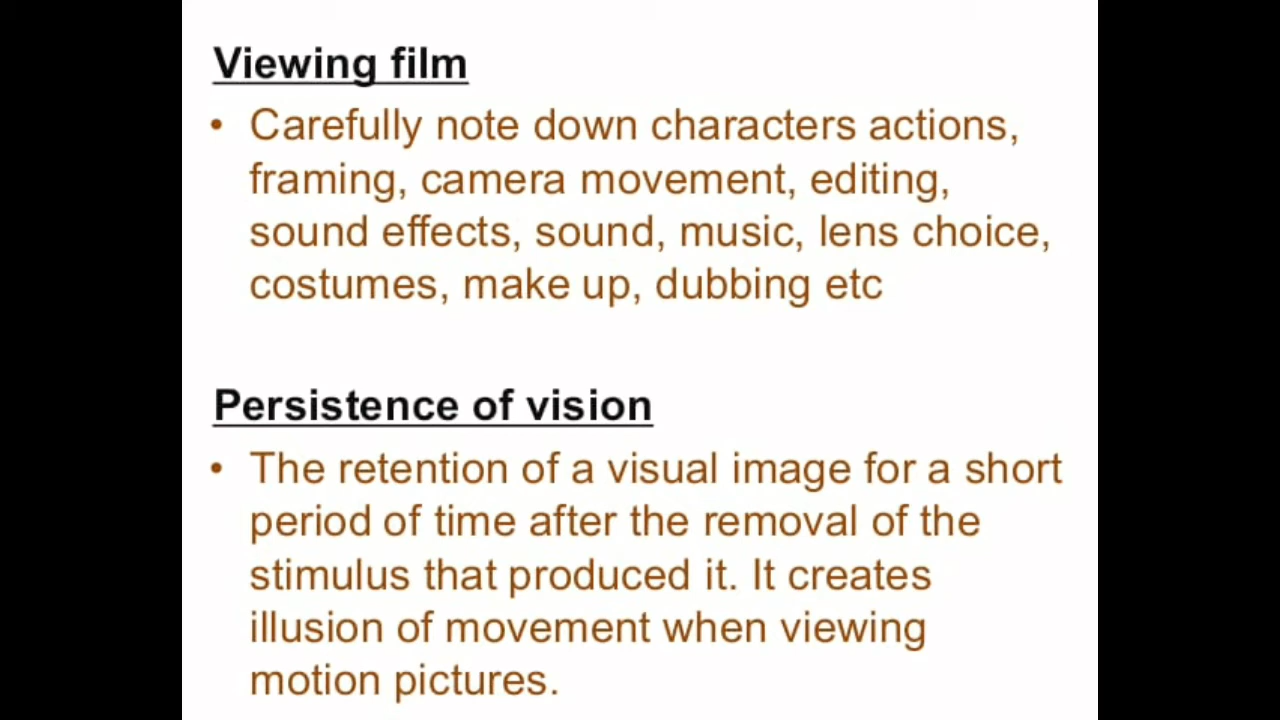 Viewing film
• Carefully note down characters actions,
framing, camera movement, editing,
sound effects, sound, music, lens choice,
costumes, make up, dubbing etc
Persistence of vision
• The retention of a visual image for a short
period of time after the removal of the
stimulus that produced it. It creates
illusion of movement when viewing
motion pictures.